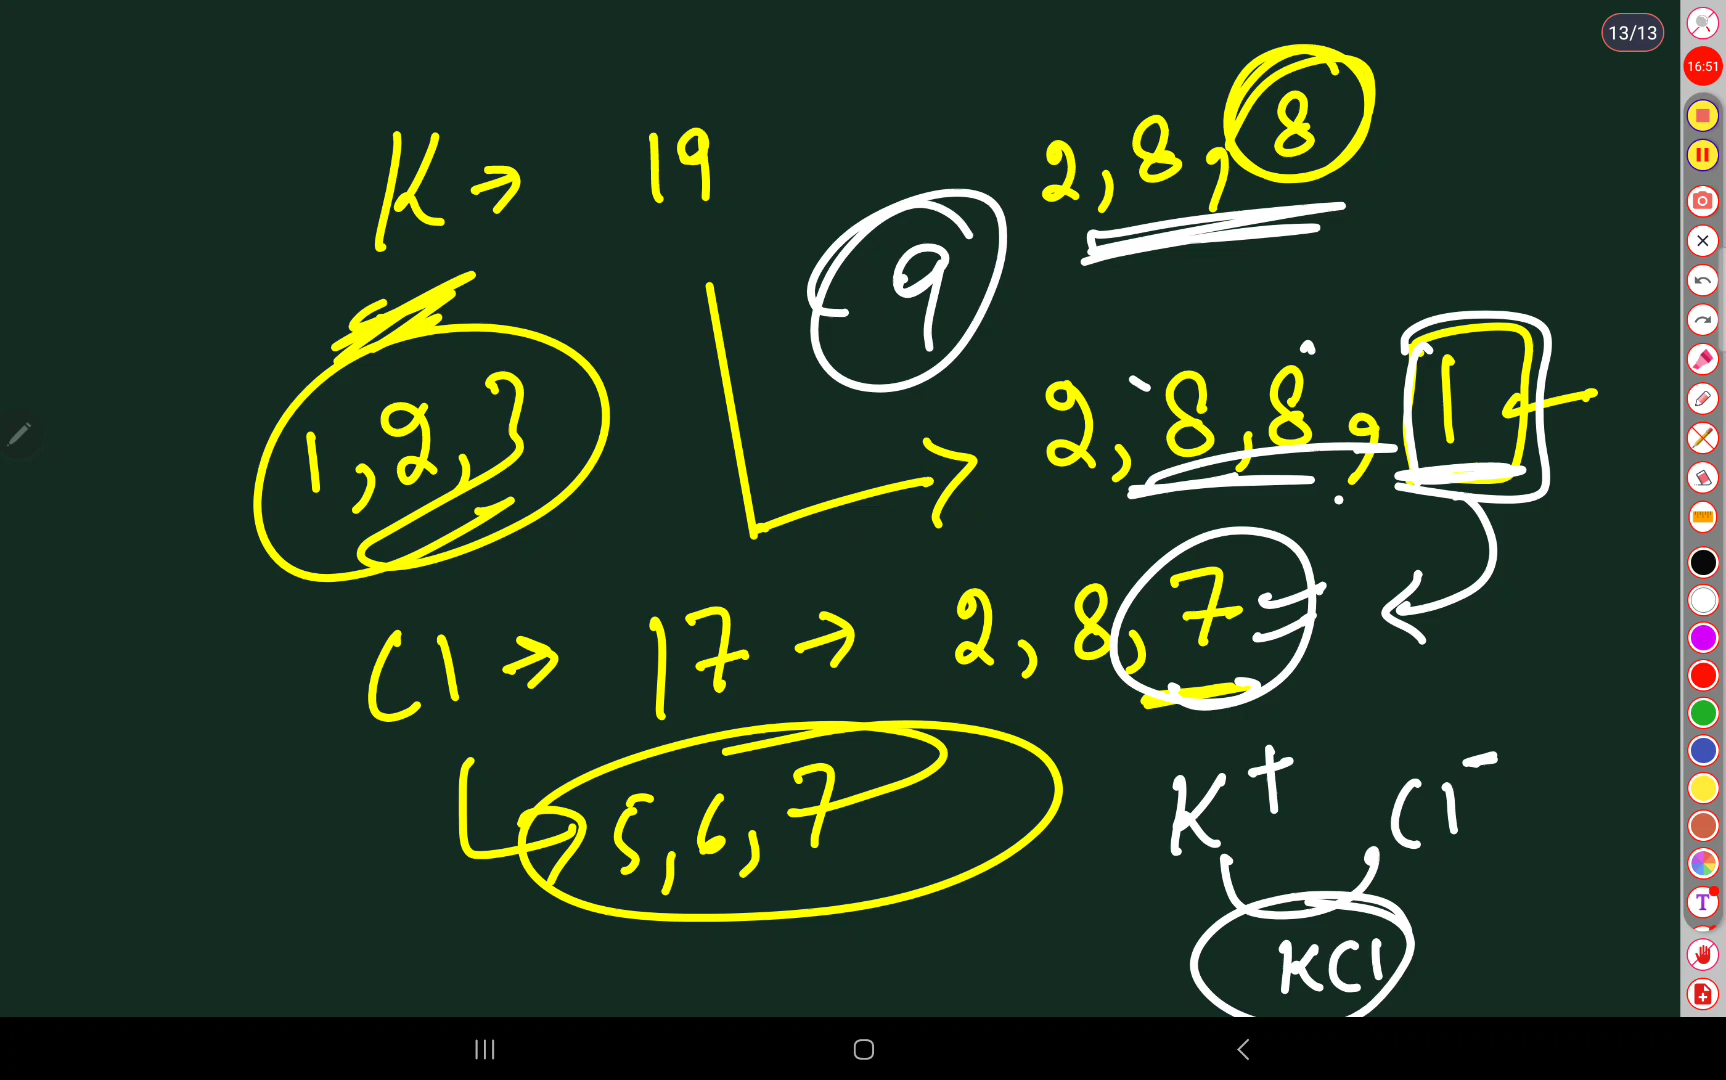 13/13
16:51
K → 19 2, 8, 8
9
1, 2, 3
2, 8, 8, 1
Cl → 17 → 2, 8, 7
5, 6, 7
K+ Cl-
KCl
T